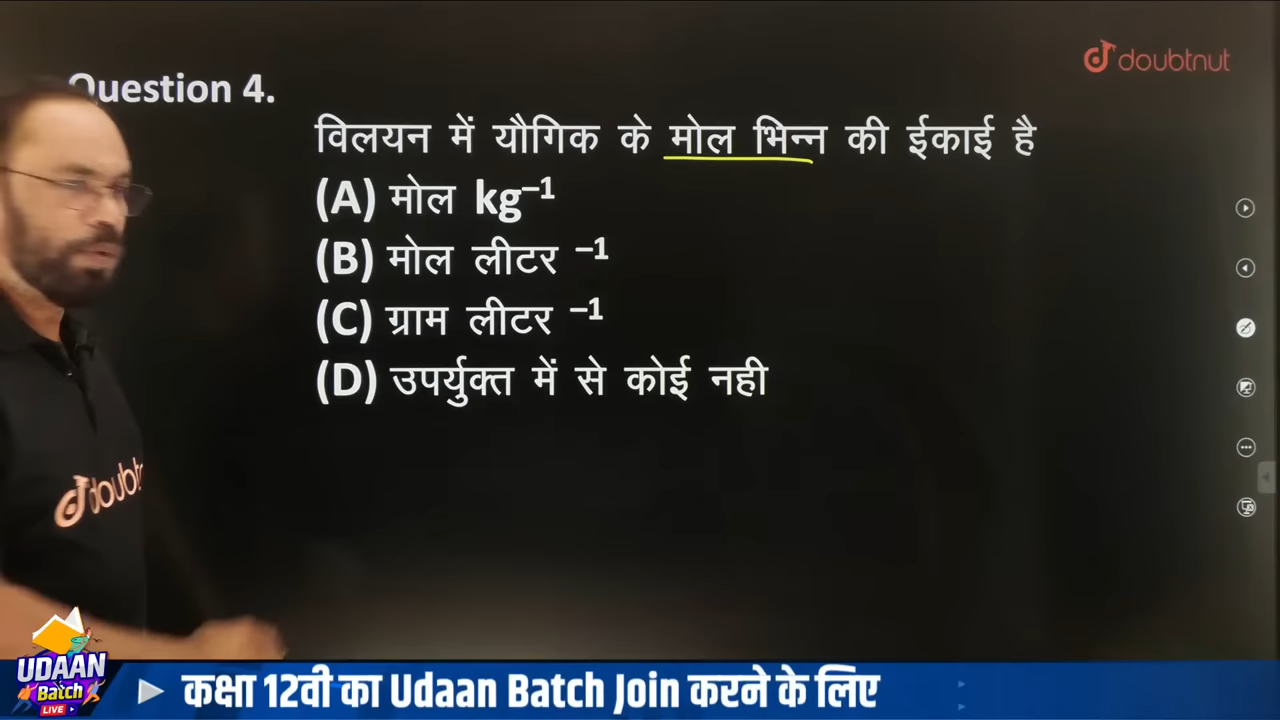 doubtnut
Question 4.
विलयन में यौगिक के मोल भिन्न की ईकाई है
(A) मोल kg⁻¹
(B) मोल लीटर ⁻¹
(C) ग्राम लीटर ⁻¹
(D) उपर्युक्त में से कोई नही
doubt
UDAAN
Batch
LIVE
कक्षा 12वी का Udaan Batch Join करने के लिए